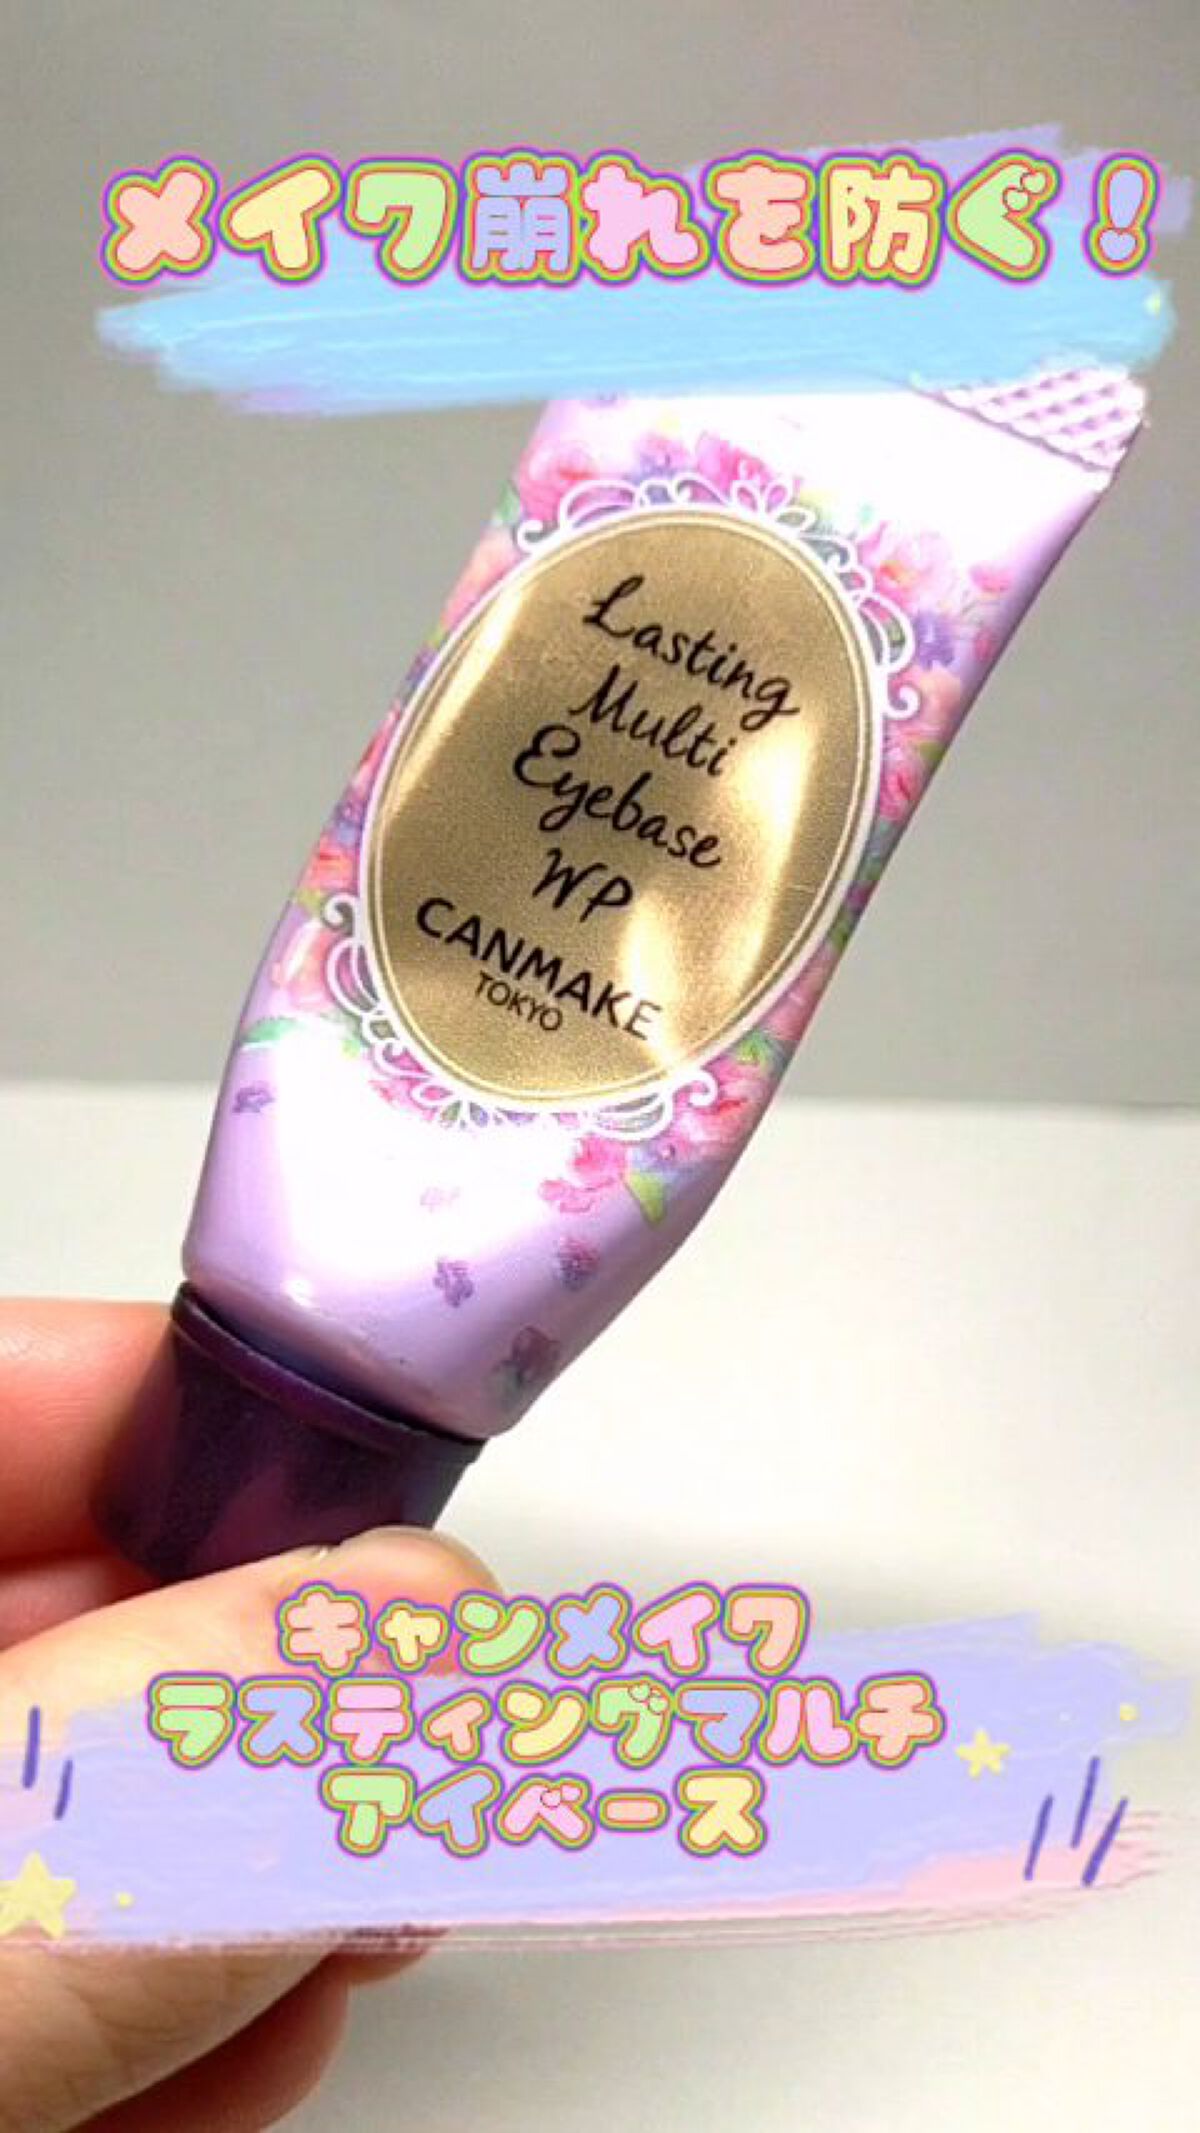 メイク崩れを防ぐ!
Lasting
Multi
Eyebase
WP
CANMAKE
TOKYO
キャンメイク
ラスティングマルチ
アイベース